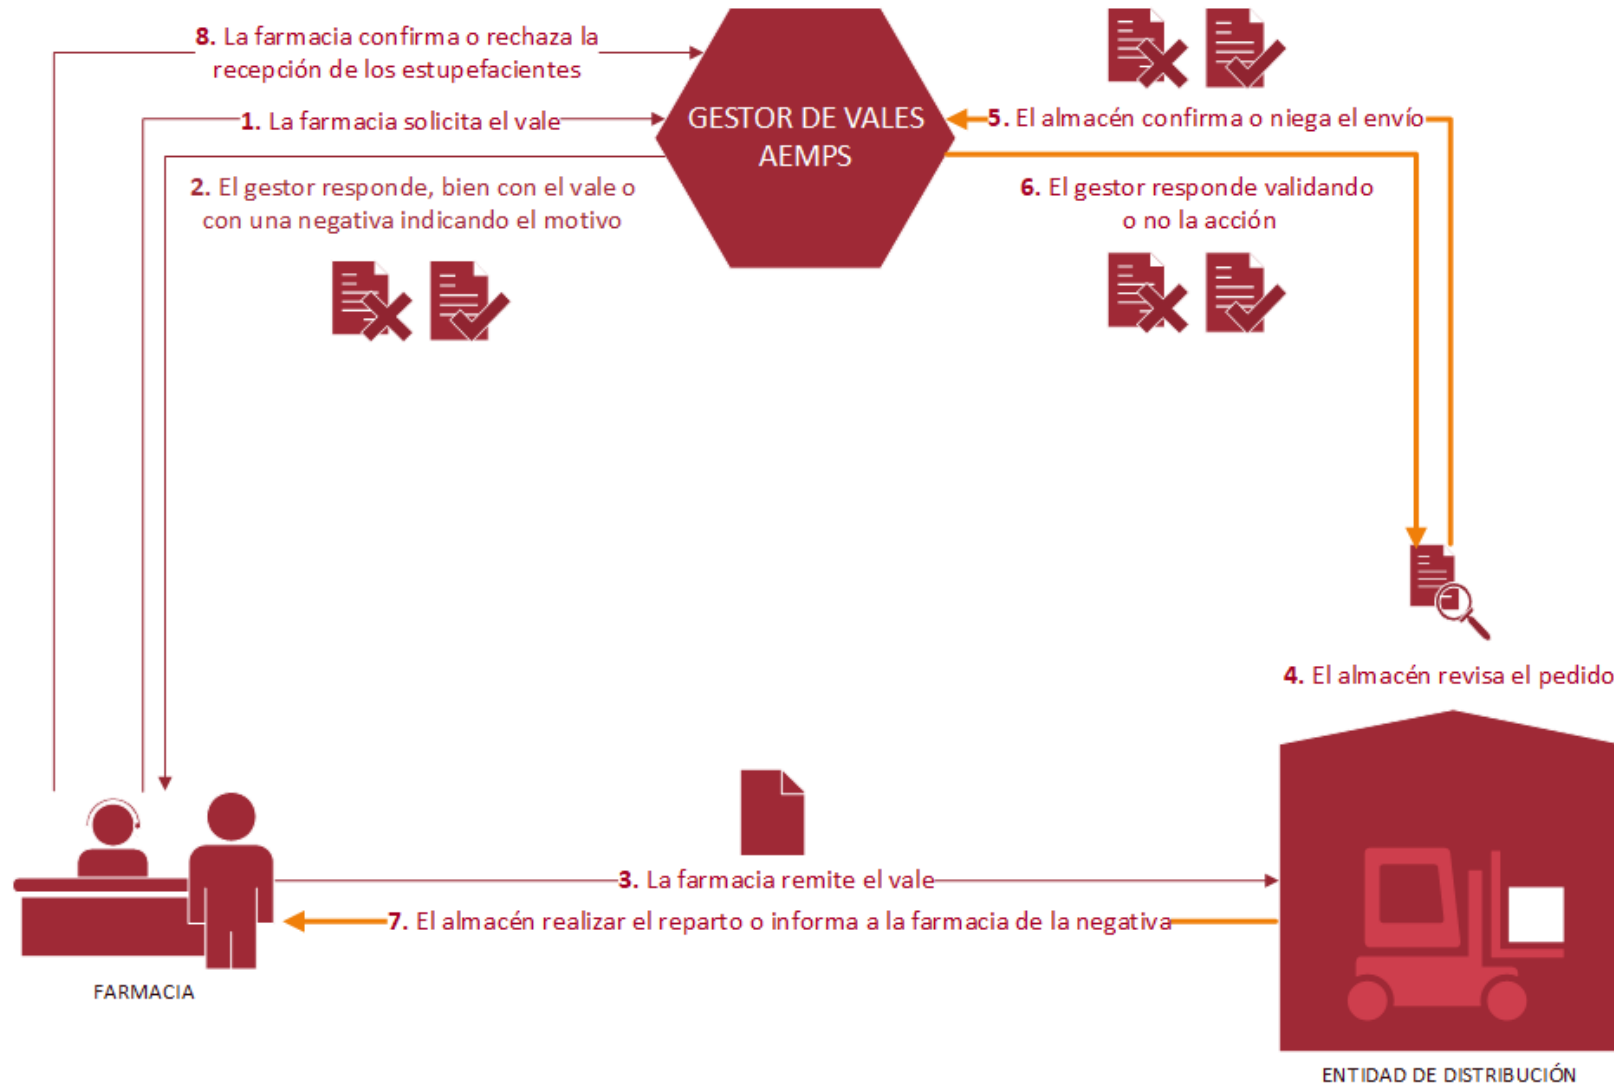 8. La farmacia confirma o rechaza la
recepción de los estupefacientes
1. La farmacia solicita el vale
2. El gestor responde, bien con el vale o
con una negativa indicando el motivo
GESTOR DE VALES
AEMPS
5. El almacén confirma o niega el envío
6. El gestor responde validando
o no la acción
4. El almacén revisa el pedido
3. La farmacia remite el vale
7. El almacén realizar el reparto o informa a la farmacia de la negativa
FARMACIA
ENTIDAD DE DISTRIBUCIÓN